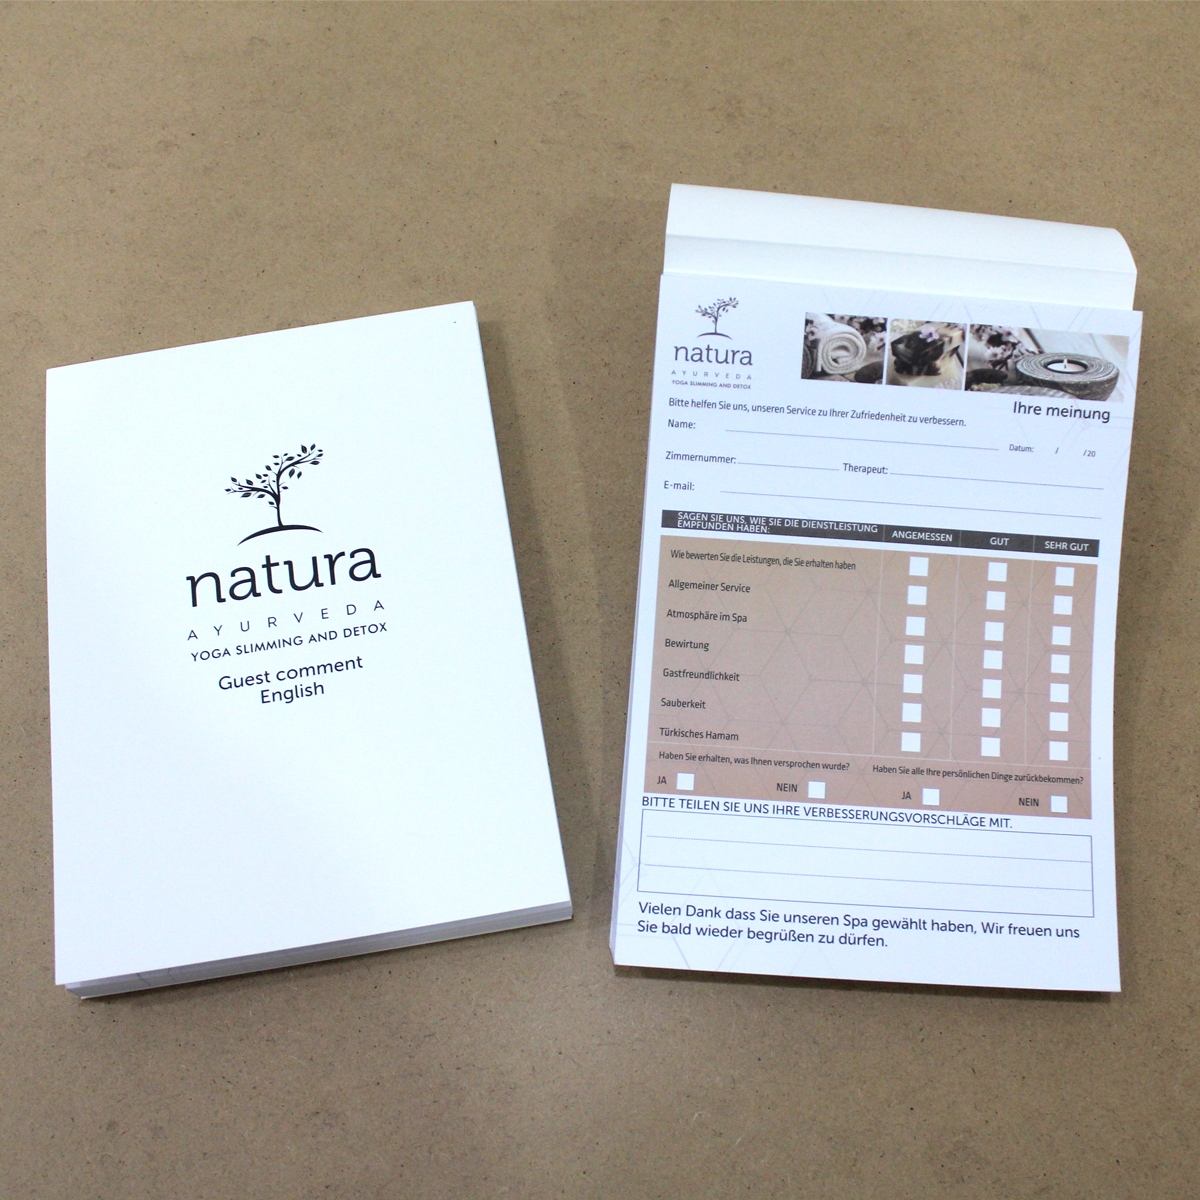 natura
AYURVEDA
YOGA SLIMMING AND DETOX
Guest comment
English
natura
AYURVEDA
YOGA SLIMMING AND DETOX
Ihre meinung
Bitte helfen Sie uns, unseren Service zu Ihrer Zufriedenheit zu verbessern.
Name: Datum: / /20
Zimmernummer: Therapeut:
E-mail:
SAGEN SIE UNS, WIE SIE DIE DIENSTLEISTUNG
EMPFUNDEN HABEN: ANGEMESSEN GUT SEHR GUT
Wie bewerten Sie die Leistungen, die Sie erhalten haben
Allgemeiner Service
Atmosphäre im Spa
Bewirtung
Gastfreundlichkeit
Sauberkeit
Türkisches Hamam
Haben Sie erhalten, was Ihnen versprochen wurde? Haben Sie alle Ihre persönlichen Dinge zurückbekommen?
JA NEIN JA NEIN
BITTE TEILEN SIE UNS IHRE VERBESSERUNGSVORSCHLÄGE MIT.
Vielen Dank dass Sie unseren Spa gewählt haben, Wir freuen uns
Sie bald wieder begrüßen zu dürfen.